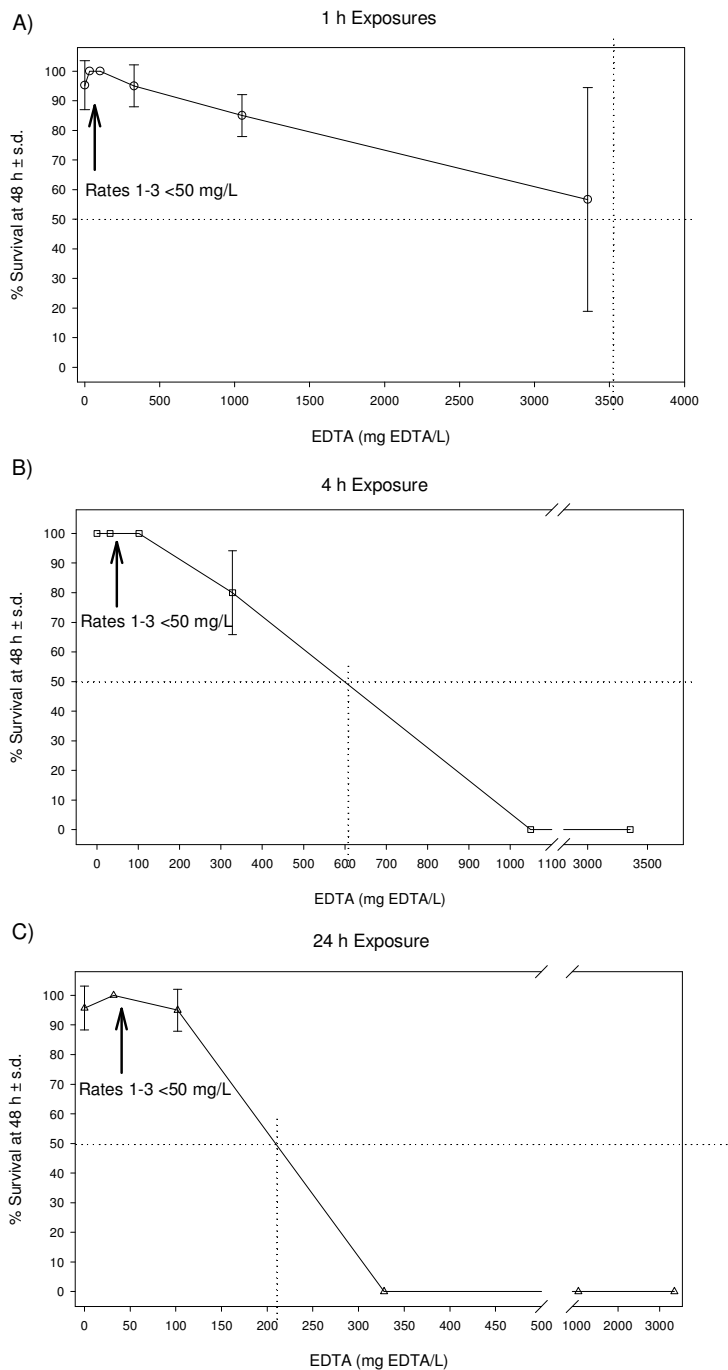 A)
1 h Exposures
% Survival at 48 h ± s.d.
100
90
80
70
60
50
40
30
20
10
0
Rates 1-3 <50 mg/L
0 500 1000 1500 2000 2500 3000 3500 4000
EDTA (mg EDTA/L)
B)
4 h Exposure
% Survival at 48 h ± s.d.
100
90
80
70
60
50
40
30
20
10
0
Rates 1-3 <50 mg/L
0 100 200 300 400 500 600 700 800 900 1000 1100 3000 3500
EDTA (mg EDTA/L)
C)
24 h Exposure
% Survival at 48 h ± s.d.
100
90
80
70
60
50
40
30
20
10
0
Rates 1-3 <50 mg/L
0 50 100 150 200 250 300 350 400 450 500 1000 2000 3000
EDTA (mg EDTA/L)